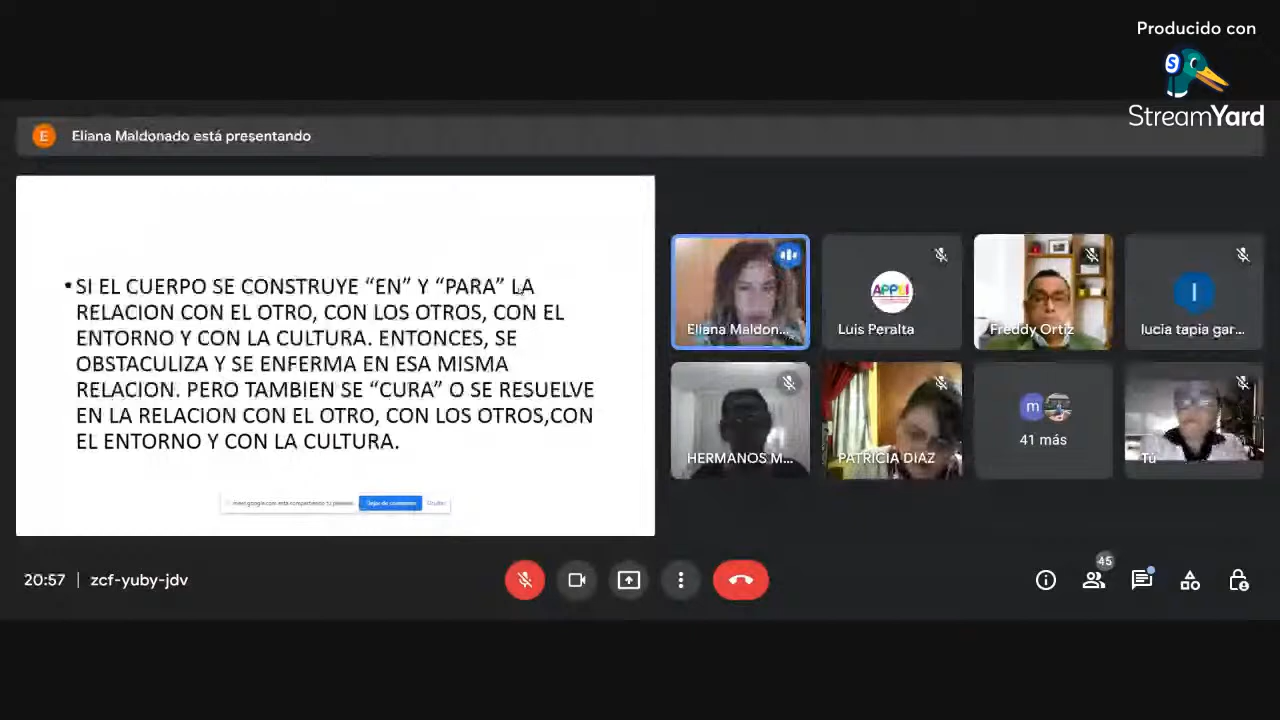 Producido con
StreamYard
E
Eliana Maldonado está presentando
• SI EL CUERPO SE CONSTRUYE “EN” Y “PARA” LA
RELACION CON EL OTRO, CON LOS OTROS, CON EL
ENTORNO Y CON LA CULTURA. ENTONCES, SE
OBSTACULIZA Y SE ENFERMA EN ESA MISMA
RELACION. PERO TAMBIEN SE “CURA” O SE RESUELVE
EN LA RELACION CON EL OTRO, CON LOS OTROS,CON
EL ENTORNO Y CON LA CULTURA.
Dejar de compartir
Ocultar
Eliana Maldon...
Luis Peralta
Freddy Ortiz
l
lucia tapia gar...
HERMANOS M...
PATRICIA DIAZ
m
41 más
Tú
20:57 | zcf-yuby-jdv
45